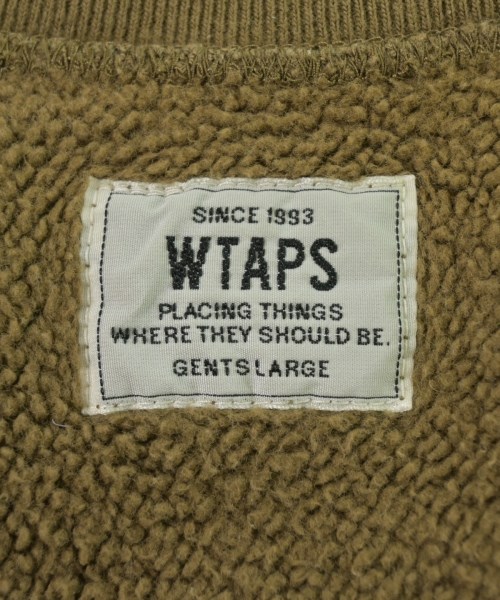 SINCE 1993
WTAPS
PLACING THINGS
WHERE THEY SHOULD BE.
GENTS LARGE